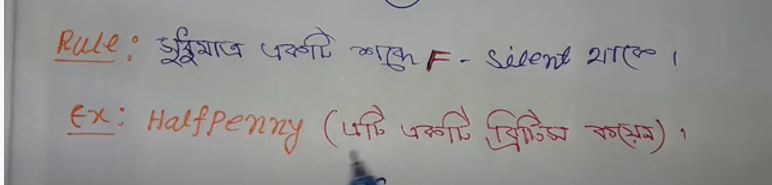 Rule: শুধুমাত্র একটি শব্দে F - Silent থাকে।
Ex: HalfPenny (এটি একটি ব্রিটিস কয়েন)।